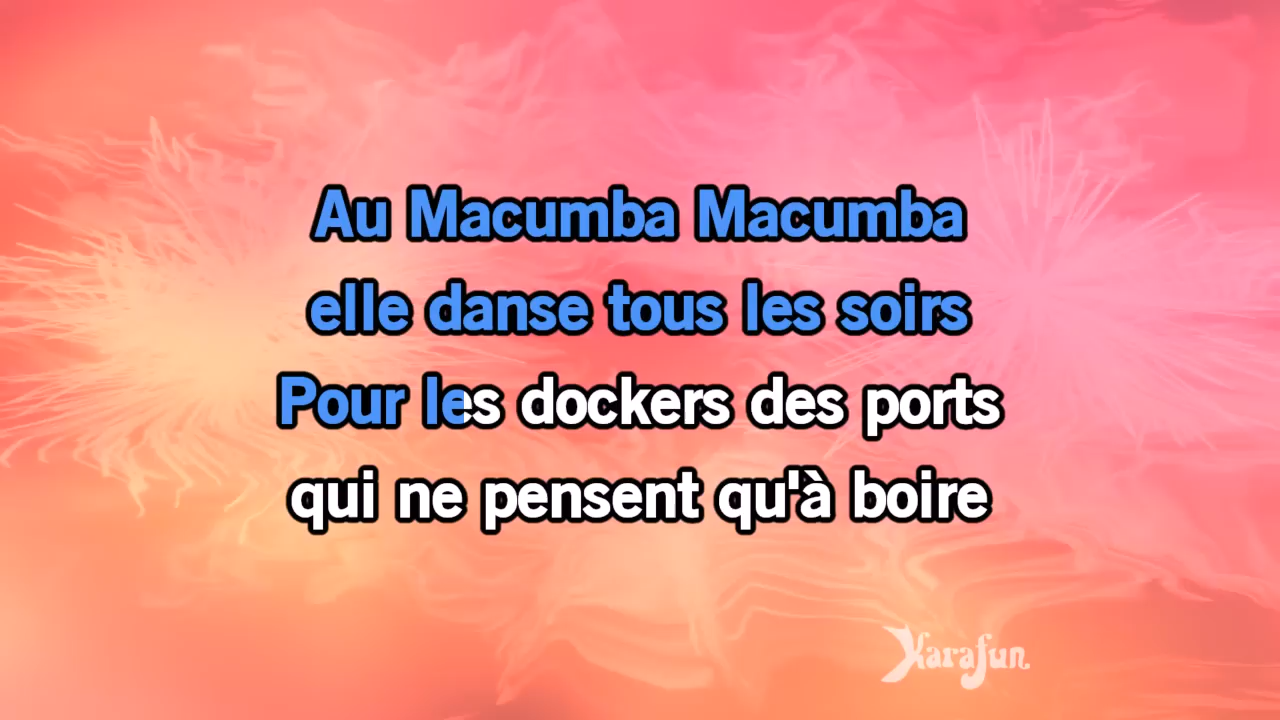 Au Macumba Macumba
elle danse tous les soirs
Pour les dockers des ports
qui ne pensent qu'à boire
Karafun